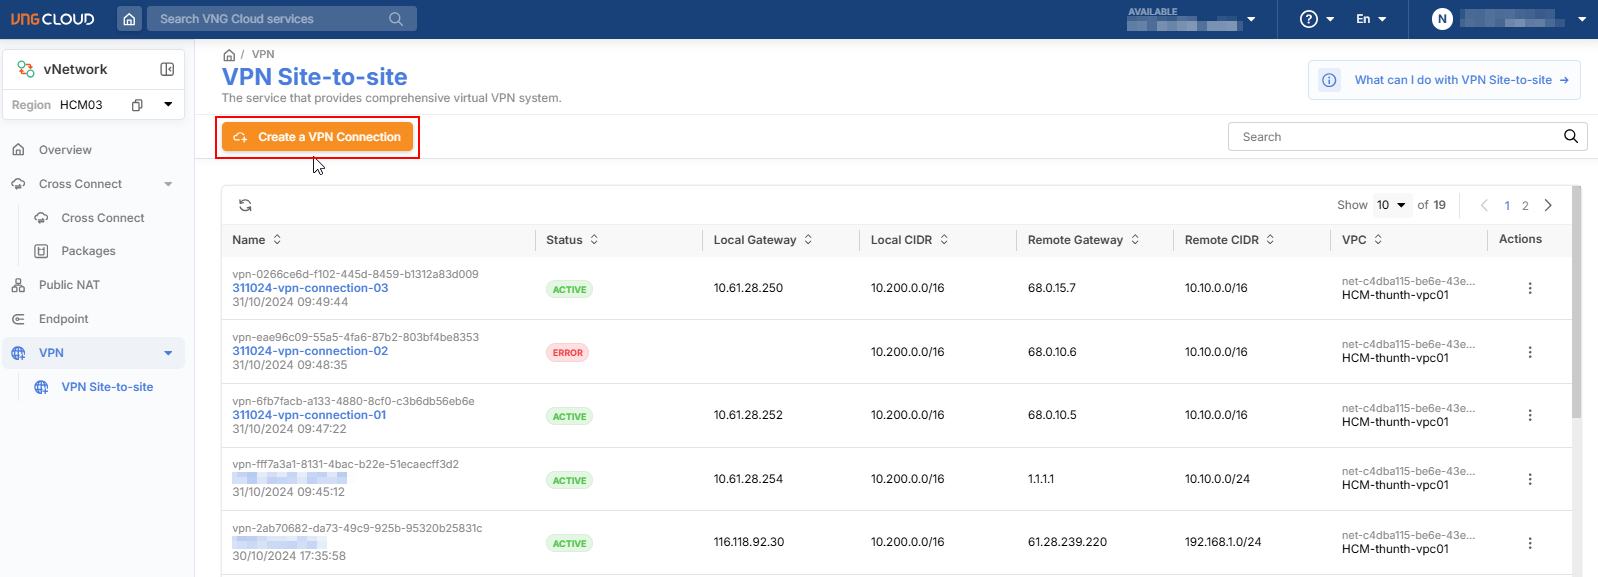 VNG CLOUD
Search VNG Cloud services
AVAILABLE
?
En
N
vNetwork
Region HCM03
Overview
Cross Connect
Cross Connect
Packages
Public NAT
Endpoint
VPN
VPN Site-to-site
/ VPN
VPN Site-to-site
The service that provides comprehensive virtual VPN system.
What can I do with VPN Site-to-site →
Create a VPN Connection
Search
Show 10 of 19 1 2
Name Status Local Gateway Local CIDR Remote Gateway Remote CIDR VPC Actions
vpn-0266ce6d-f102-445d-8459-b1312a83d009
311024-vpn-connection-03
31/10/2024 09:49:44
ACTIVE
10.61.28.250
10.200.0.0/16
68.0.15.7
10.10.0.0/16
net-c4dba115-be6e-43e...
HCM-thunth-vpc01
vpn-eae96c09-55a5-4fa6-87b2-803bf4be8353
311024-vpn-connection-02
31/10/2024 09:48:35
ERROR
10.200.0.0/16
68.0.10.6
10.10.0.0/16
net-c4dba115-be6e-43e...
HCM-thunth-vpc01
vpn-6fb7facb-a133-4880-8cf0-c3b6db56eb6e
311024-vpn-connection-01
31/10/2024 09:47:22
ACTIVE
10.61.28.252
10.200.0.0/16
68.0.10.5
10.10.0.0/16
net-c4dba115-be6e-43e...
HCM-thunth-vpc01
vpn-fff7a3a1-8131-4bac-b22e-51ecaecff3d2
31/10/2024 09:45:12
ACTIVE
10.61.28.254
10.200.0.0/16
1.1.1.1
10.10.0.0/24
net-c4dba115-be6e-43e...
HCM-thunth-vpc01
vpn-2ab70682-da73-49c9-925b-95320b25831c
30/10/2024 17:35:58
ACTIVE
116.118.92.30
10.200.0.0/16
61.28.239.220
192.168.1.0/24
net-c4dba115-be6e-43e...
HCM-thunth-vpc01